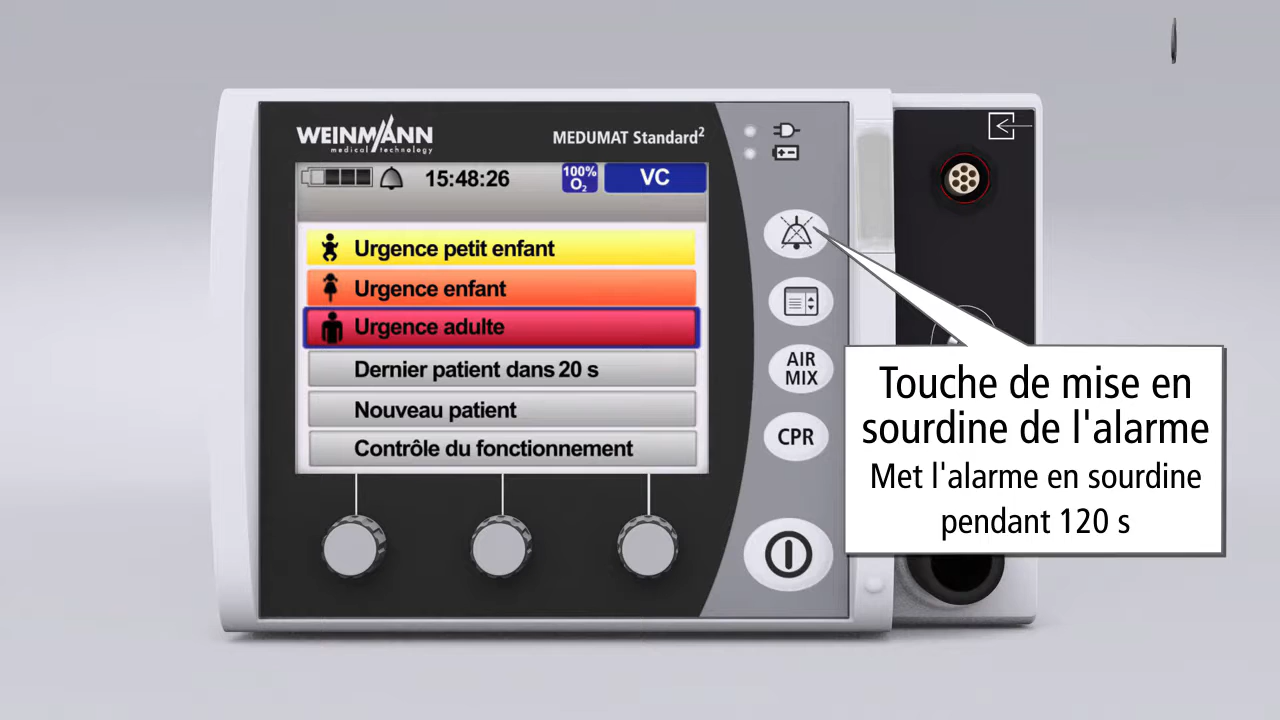 WEINMANN
medical technology
MEDUMAT Standard²
15:48:26
100%
O₂
VC
Urgence petit enfant
Urgence enfant
Urgence adulte
Dernier patient dans 20 s
Nouveau patient
Contrôle du fonctionnement
AIR
MIX
CPR
Touche de mise en
sourdine de l'alarme
Met l'alarme en sourdine
pendant 120 s